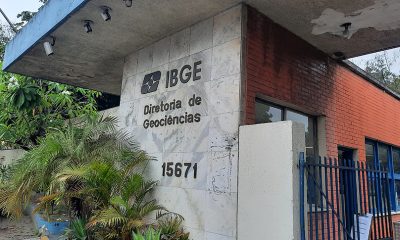 IBGE
Diretoria de
Geociências
15671